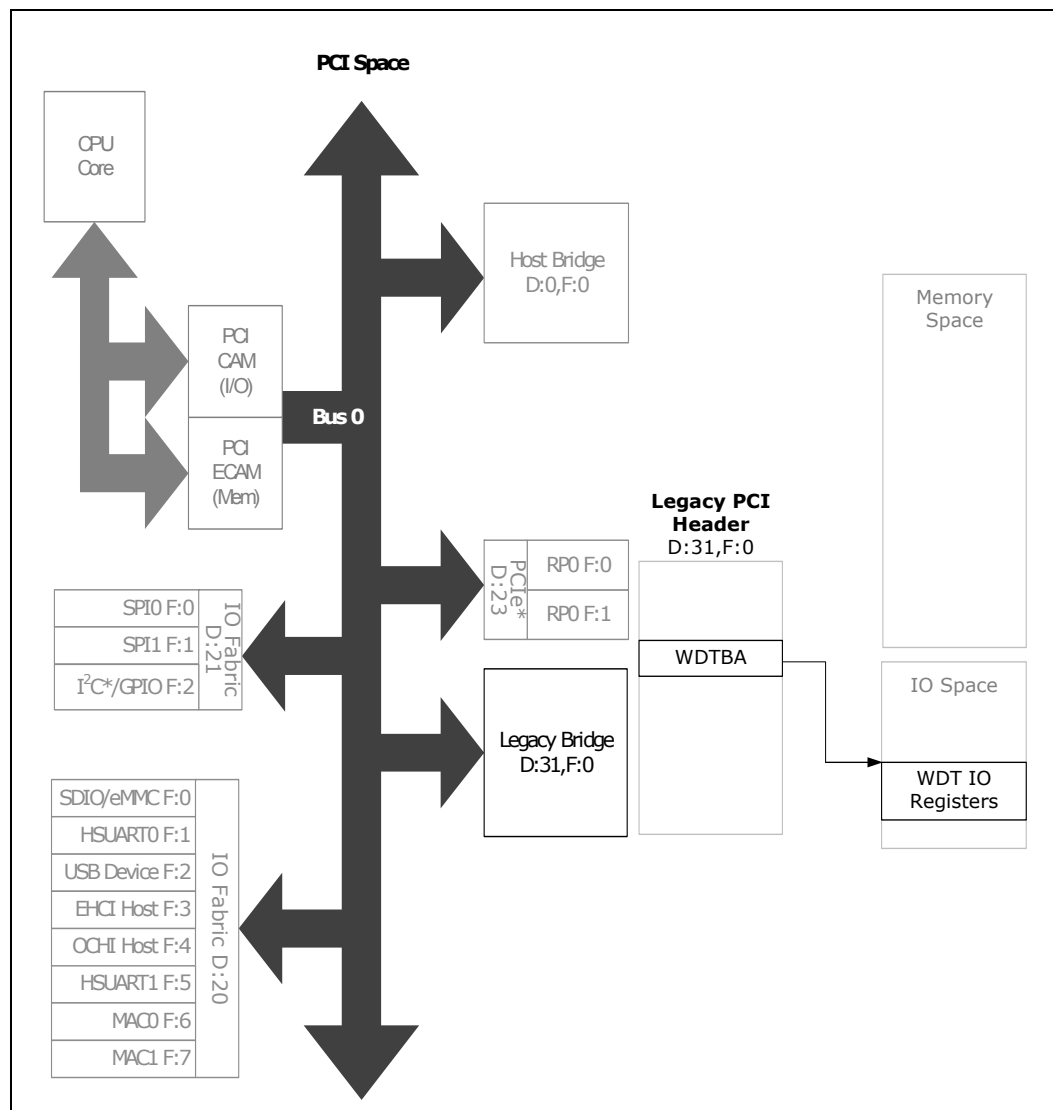 PCI Space
CPU
Core
Host Bridge
D:0,F:0
Memory
Space
PCI
CAM
(I/O)
Bus 0
PCI
ECAM
(Mem)
Legacy PCI
Header
D:31,F:0
PCIe*
D:23
RP0 F:0
RP0 F:1
SPI0 F:0
SPI1 F:1
I²C*/GPIO F:2
IO Fabric
D:21
WDTBA
IO Space
Legacy Bridge
D:31,F:0
WDT IO
Registers
SDIO/eMMC F:0
HSUART0 F:1
USB Device F:2
EHCI Host F:3
OCHI Host F:4
HSUART1 F:5
MAC0 F:6
MAC1 F:7
IO Fabric D:20